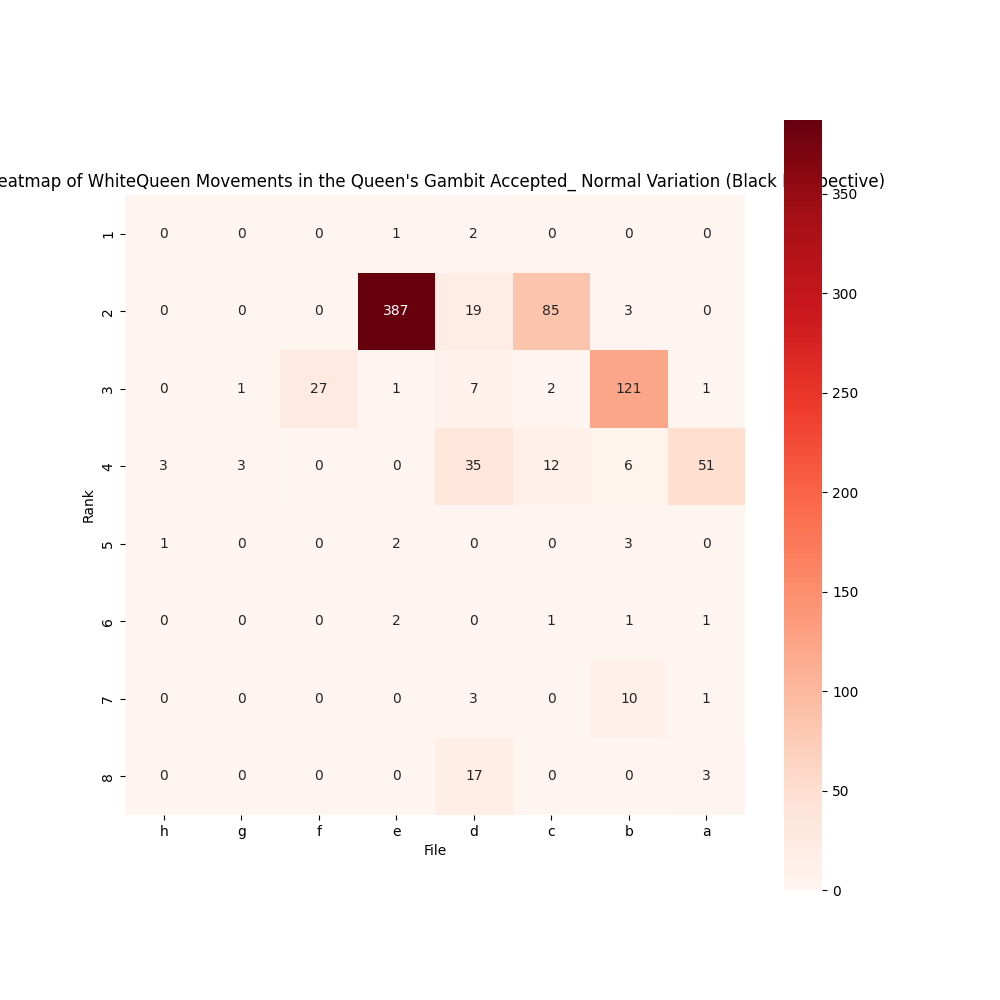 eatmap of WhiteQueen Movements in the Queen's Gambit Accepted_ Normal Variation (Black pective)
350
1 0 0 0 1 2 0 0 0
300
2 0 0 0 387 19 85 3 0
250
3 0 1 27 1 7 2 121 1
200
4 3 3 0 0 35 12 6 51
Rank
150
5 1 0 0 2 0 0 3 0
6 0 0 0 2 0 1 1 1
100
7 0 0 0 0 3 0 10 1
50
8 0 0 0 0 17 0 0 3
h g f e d c b a
File
0